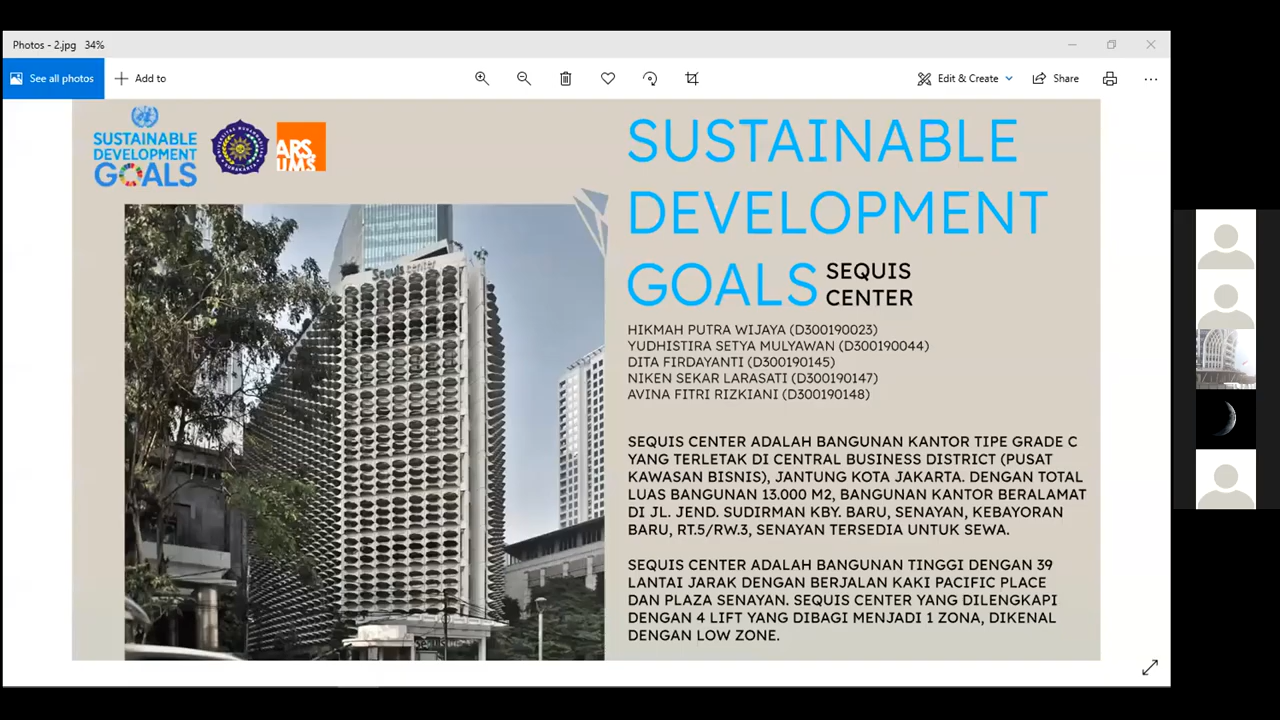 Photos - 2.jpg 34%
See all photos
Add to
Edit & Create
Share
SUSTAINABLE
DEVELOPMENT
GOALS
ARS
UMS
SUSTAINABLE
DEVELOPMENT
GOALS
SEQUIS
CENTER
Sequis center
HIKMAH PUTRA WIJAYA (D300190023)
YUDHISTIRA SETYA MULYAWAN (D300190044)
DITA FIRDAYANTI (D300190145)
NIKEN SEKAR LARASATI (D300190147)
AVINA FITRI RIZKIANI (D300190148)
SEQUIS CENTER ADALAH BANGUNAN KANTOR TIPE GRADE C
YANG TERLETAK DI CENTRAL BUSINESS DISTRICT (PUSAT
KAWASAN BISNIS), JANTUNG KOTA JAKARTA. DENGAN TOTAL
LUAS BANGUNAN 13.000 M2, BANGUNAN KANTOR BERALAMAT
DI JL. JEND. SUDIRMAN KBY. BARU, SENAYAN, KEBAYORAN
BARU, RT.5/RW.3, SENAYAN TERSEDIA UNTUK SEWA.
SEQUIS CENTER ADALAH BANGUNAN TINGGI DENGAN 39
LANTAI JARAK DENGAN BERJALAN KAKI PACIFIC PLACE
DAN PLAZA SENAYAN. SEQUIS CENTER YANG DILENGKAPI
DENGAN 4 LIFT YANG DIBAGI MENJADI 1 ZONA, DIKENAL
DENGAN LOW ZONE.